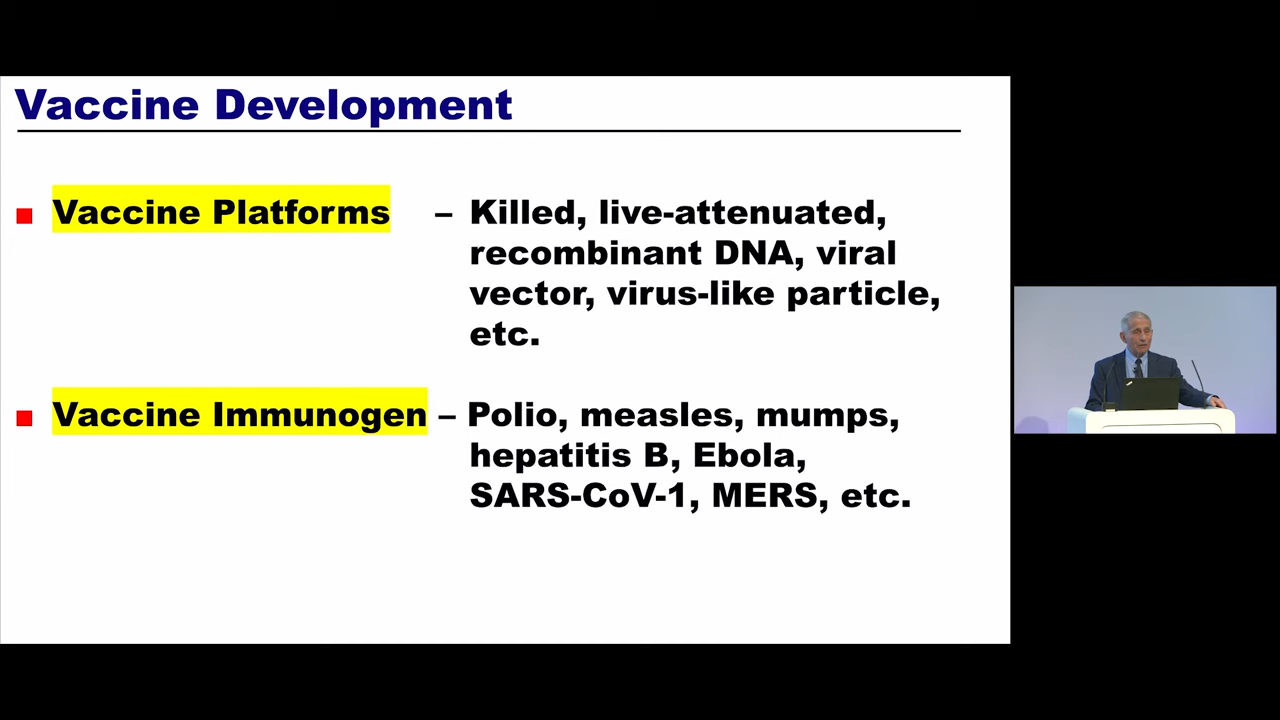 Vaccine Development
Vaccine Platforms – Killed, live-attenuated,
recombinant DNA, viral
vector, virus-like particle,
etc.
Vaccine Immunogen – Polio, measles, mumps,
hepatitis B, Ebola,
SARS-CoV-1, MERS, etc.